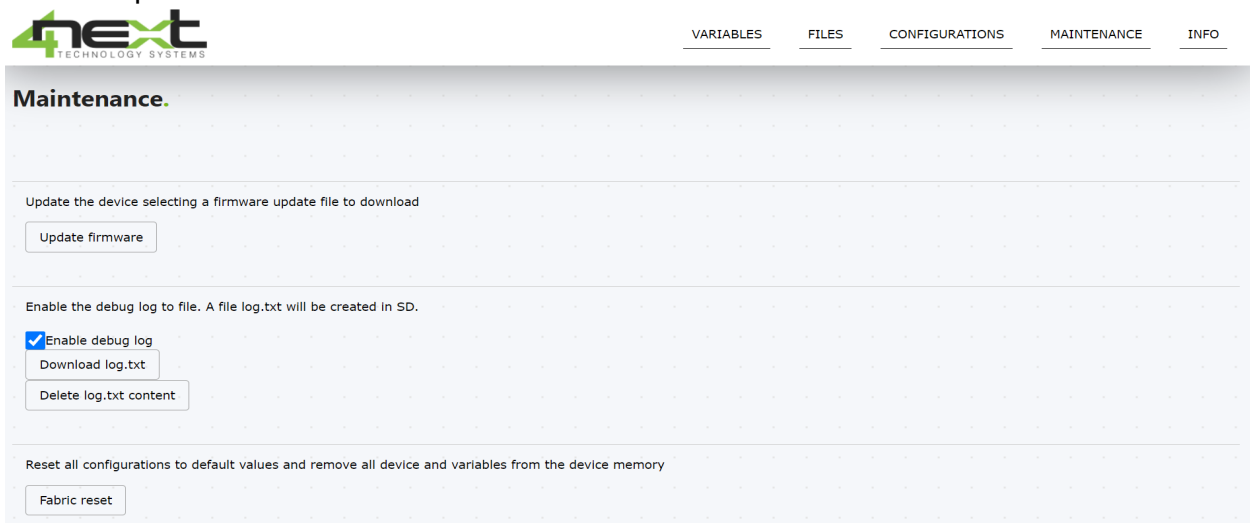 4next
TECHNOLOGY SYSTEMS
VARIABLES FILES CONFIGURATIONS MAINTENANCE INFO
Maintenance.
Update the device selecting a firmware update file to download
Update firmware
Enable the debug log to file. A file log.txt will be created in SD.
Enable debug log
Download log.txt
Delete log.txt content
Reset all configurations to default values and remove all device and variables from the device memory
Fabric reset